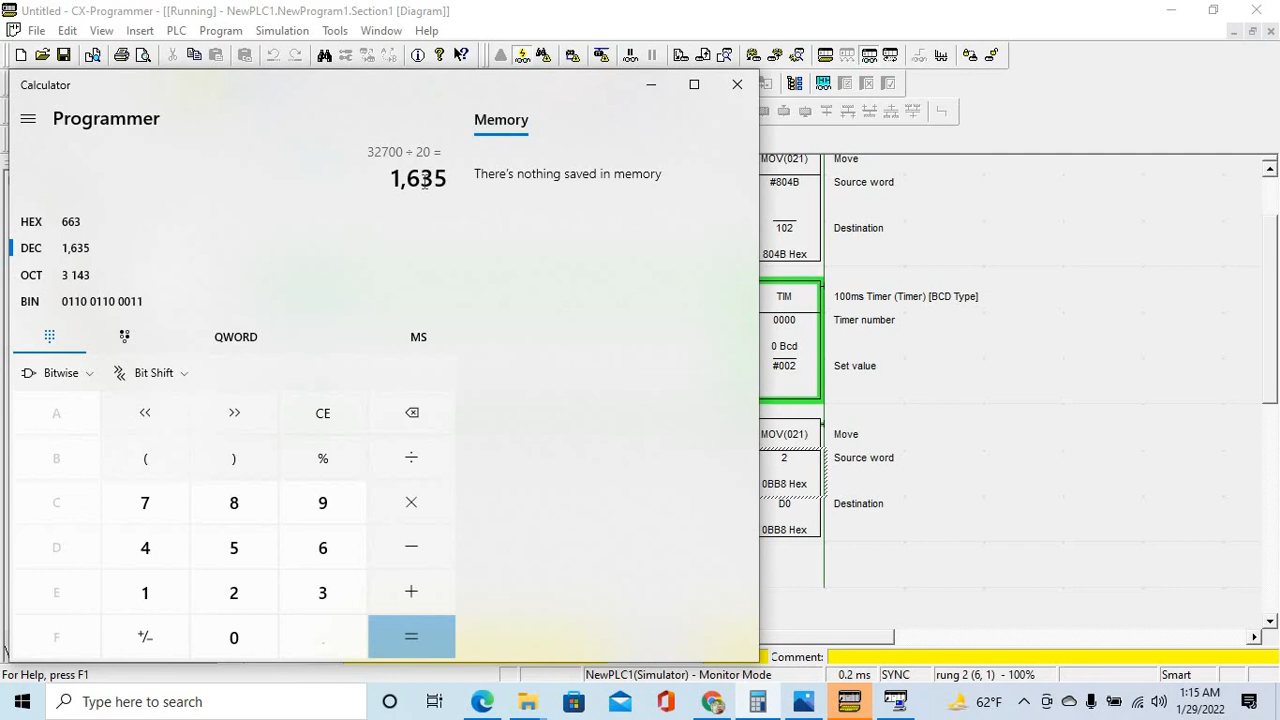 Untitled - CX-Programmer - [[Running] - NewPLC1.NewProgram1.Section1 [Diagram]]
File Edit View Insert PLC Program Simulation Tools Window Help
Calculator
Programmer
32700 ÷ 20 =
1,635
HEX 663
DEC 1,635
OCT 3 143
BIN 0110 0110 0011
QWORD MS
Bitwise Bit Shift
A << >> CE
B ( ) % ÷
C 7 8 9 ×
D 4 5 6 −
E 1 2 3 +
F +/− 0 . =
Memory
There's nothing saved in memory
MOV(021) Move
#804B Source word
102 Destination
804B Hex
TIM 100ms Timer (Timer) [BCD Type]
0000 Timer number
0 Bcd
#002 Set value
MOV(021) Move
2 Source word
0BB8 Hex
D0 Destination
0BB8 Hex
Comment:
For Help, press F1 NewPLC1(Simulator) - Monitor Mode 0.2 ms SYNC rung 2 (6, 1) - 100% Smart
Type here to search 62°F 1:15 AM
1/29/2022